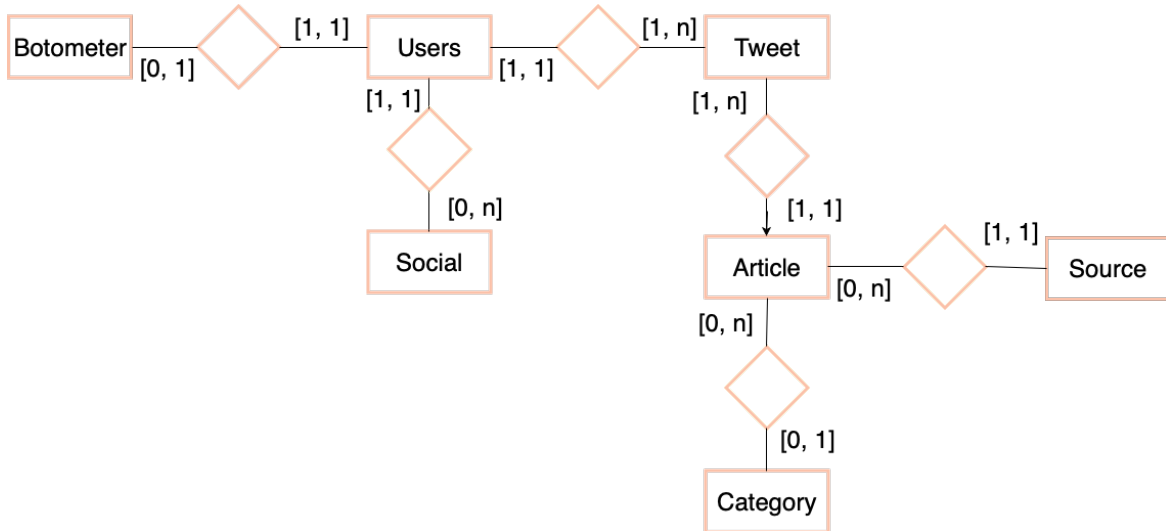 Botometer
[0, 1]
[1, 1]
Users
[1, 1]
[1, n]
Tweet
[1, 1]
[0, n]
Social
[1, n]
[1, 1]
Article
[0, n]
[1, 1]
Source
[0, n]
[0, 1]
Category